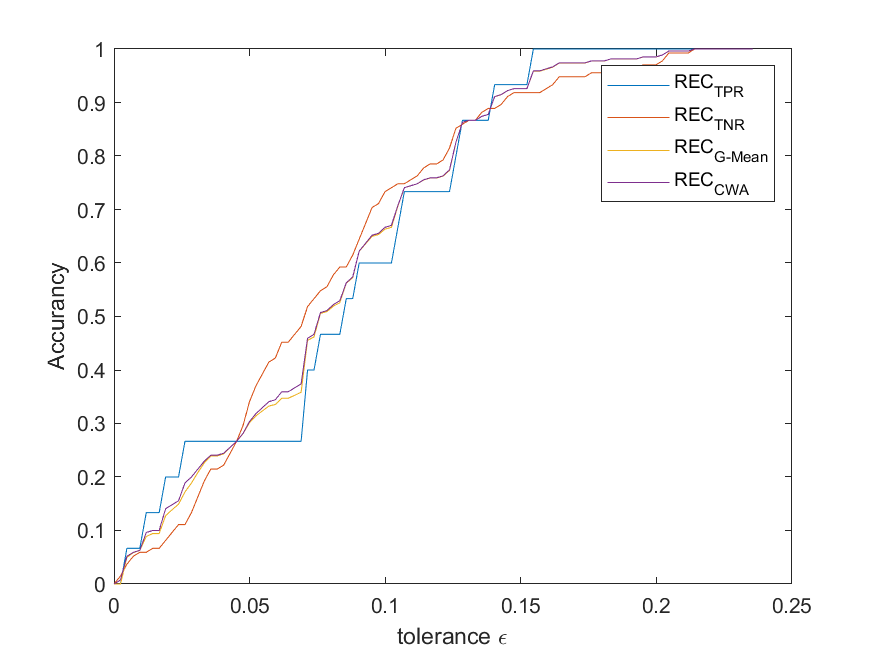 1
0.9
0.8
0.7
0.6
0.5
0.4
0.3
0.2
0.1
0
Accurancy
REC_TPR
REC_TNR
REC_G-Mean
REC_CWA
0 0.05 0.1 0.15 0.2 0.25
tolerance ϵ